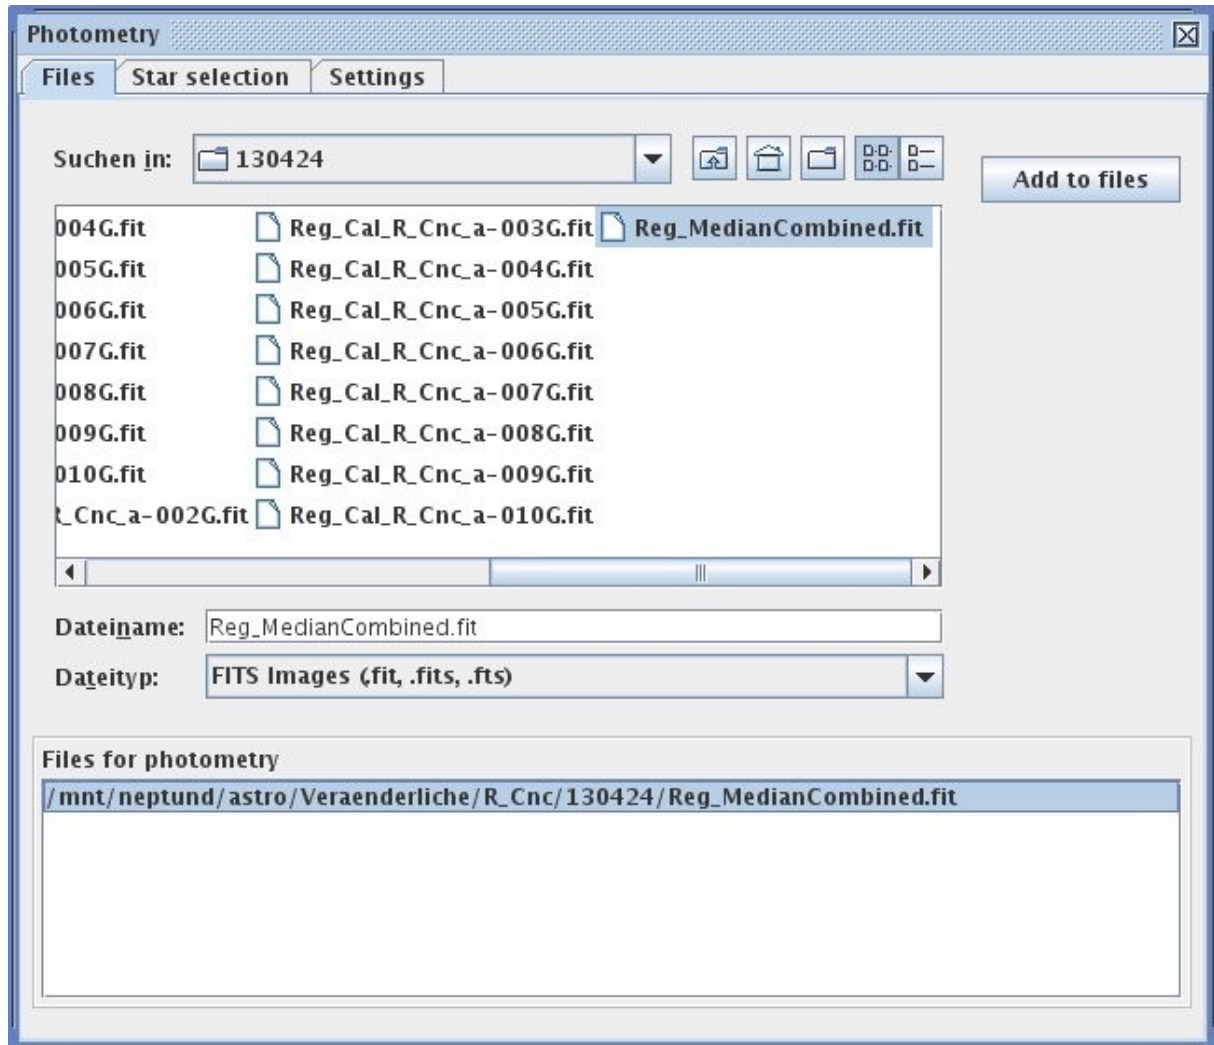 Photometry
Files Star selection Settings
Suchen in: 130424
Add to files
004G.fit Reg_Cal_R_Cnc_a-003G.fit Reg_MedianCombined.fit
005G.fit Reg_Cal_R_Cnc_a-004G.fit
006G.fit Reg_Cal_R_Cnc_a-005G.fit
007G.fit Reg_Cal_R_Cnc_a-006G.fit
008G.fit Reg_Cal_R_Cnc_a-007G.fit
009G.fit Reg_Cal_R_Cnc_a-008G.fit
010G.fit Reg_Cal_R_Cnc_a-009G.fit
R_Cnc_a-002G.fit Reg_Cal_R_Cnc_a-010G.fit
Dateiname: Reg_MedianCombined.fit
Dateityp: FITS Images (.fit, .fits, .fts)
Files for photometry
/mnt/neptund/astro/Veraenderliche/R_Cnc/130424/Reg_MedianCombined.fit